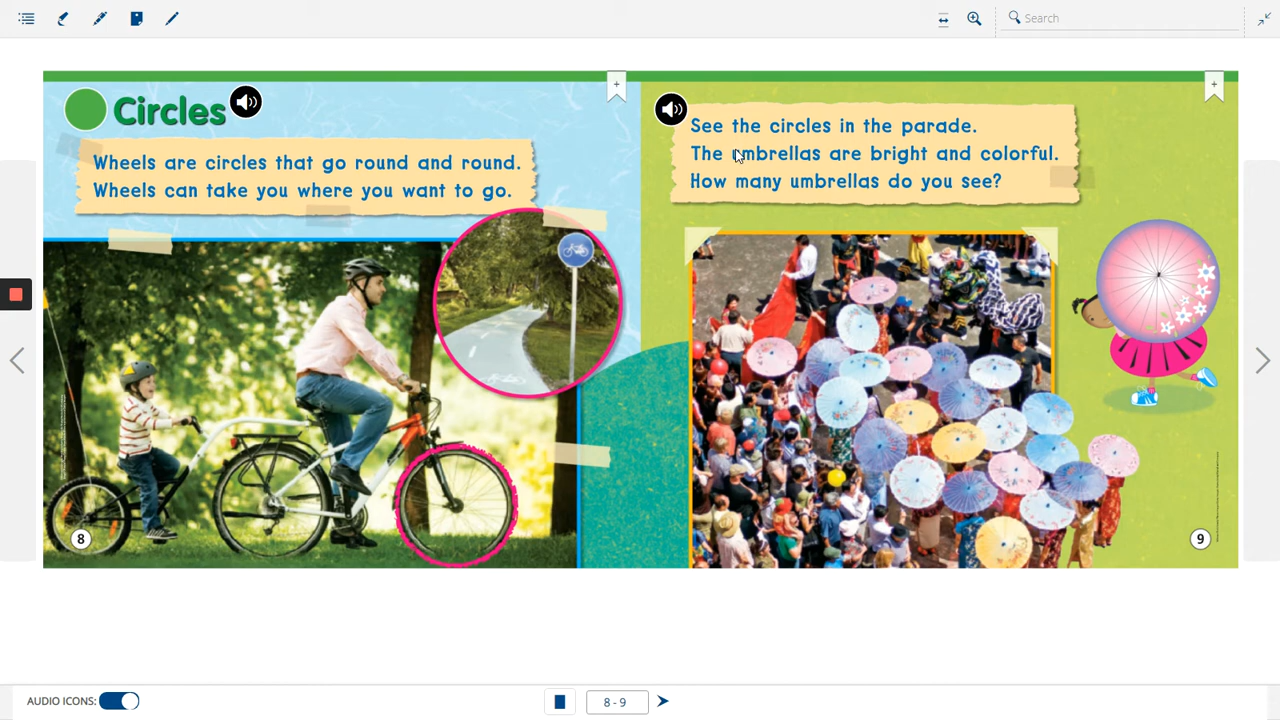 Search
Circles
Wheels are circles that go round and round.
Wheels can take you where you want to go.
8
See the circles in the parade.
The umbrellas are bright and colorful.
How many umbrellas do you see?
9
AUDIO ICONS:
8 - 9